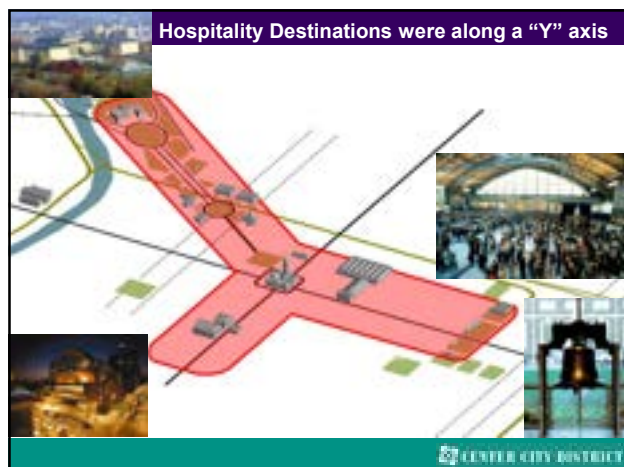 Hospitality Destinations were along a “Y” axis
CENTER CITY DISTRICT